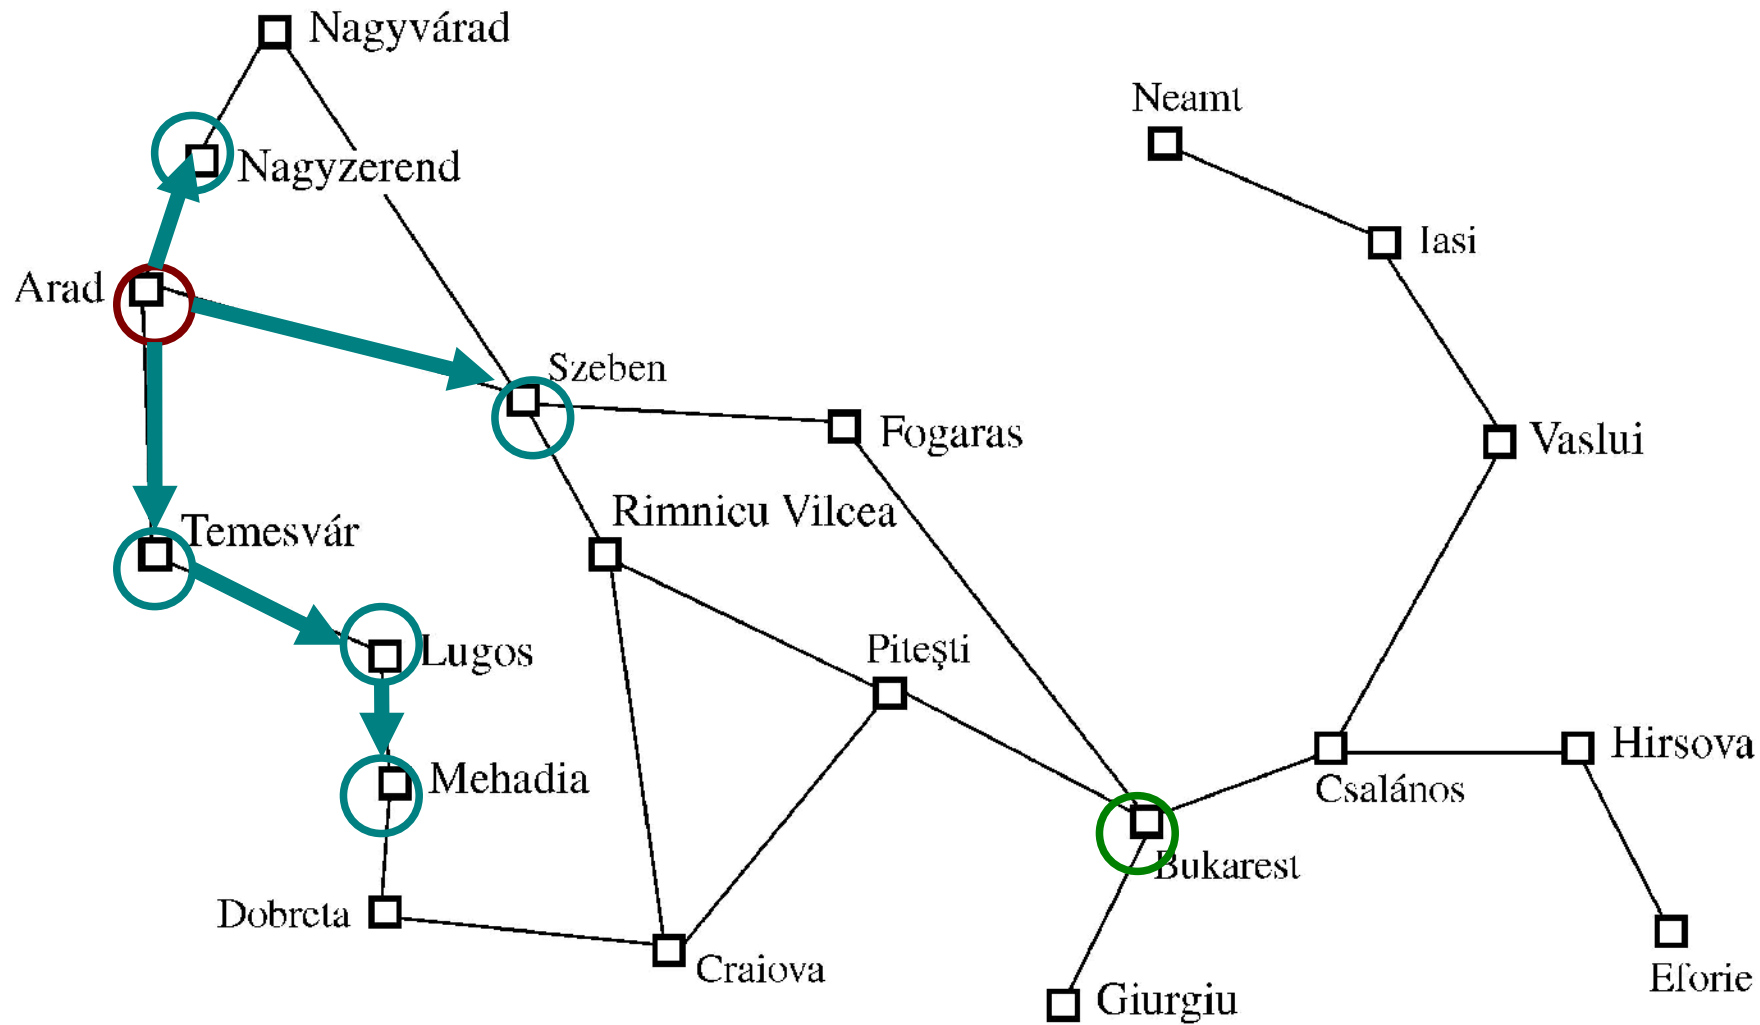 Nagyvárad
Neamt
Nagyzerend
Iasi
Arad
Szeben
Fogaras
Vaslui
Rimnicu Vilcea
Temesvár
Lugos
Piteşti
Hirsova
Mehadia
Csalános
Bukarest
Dobreta
Craiova
Eforie
Giurgiu